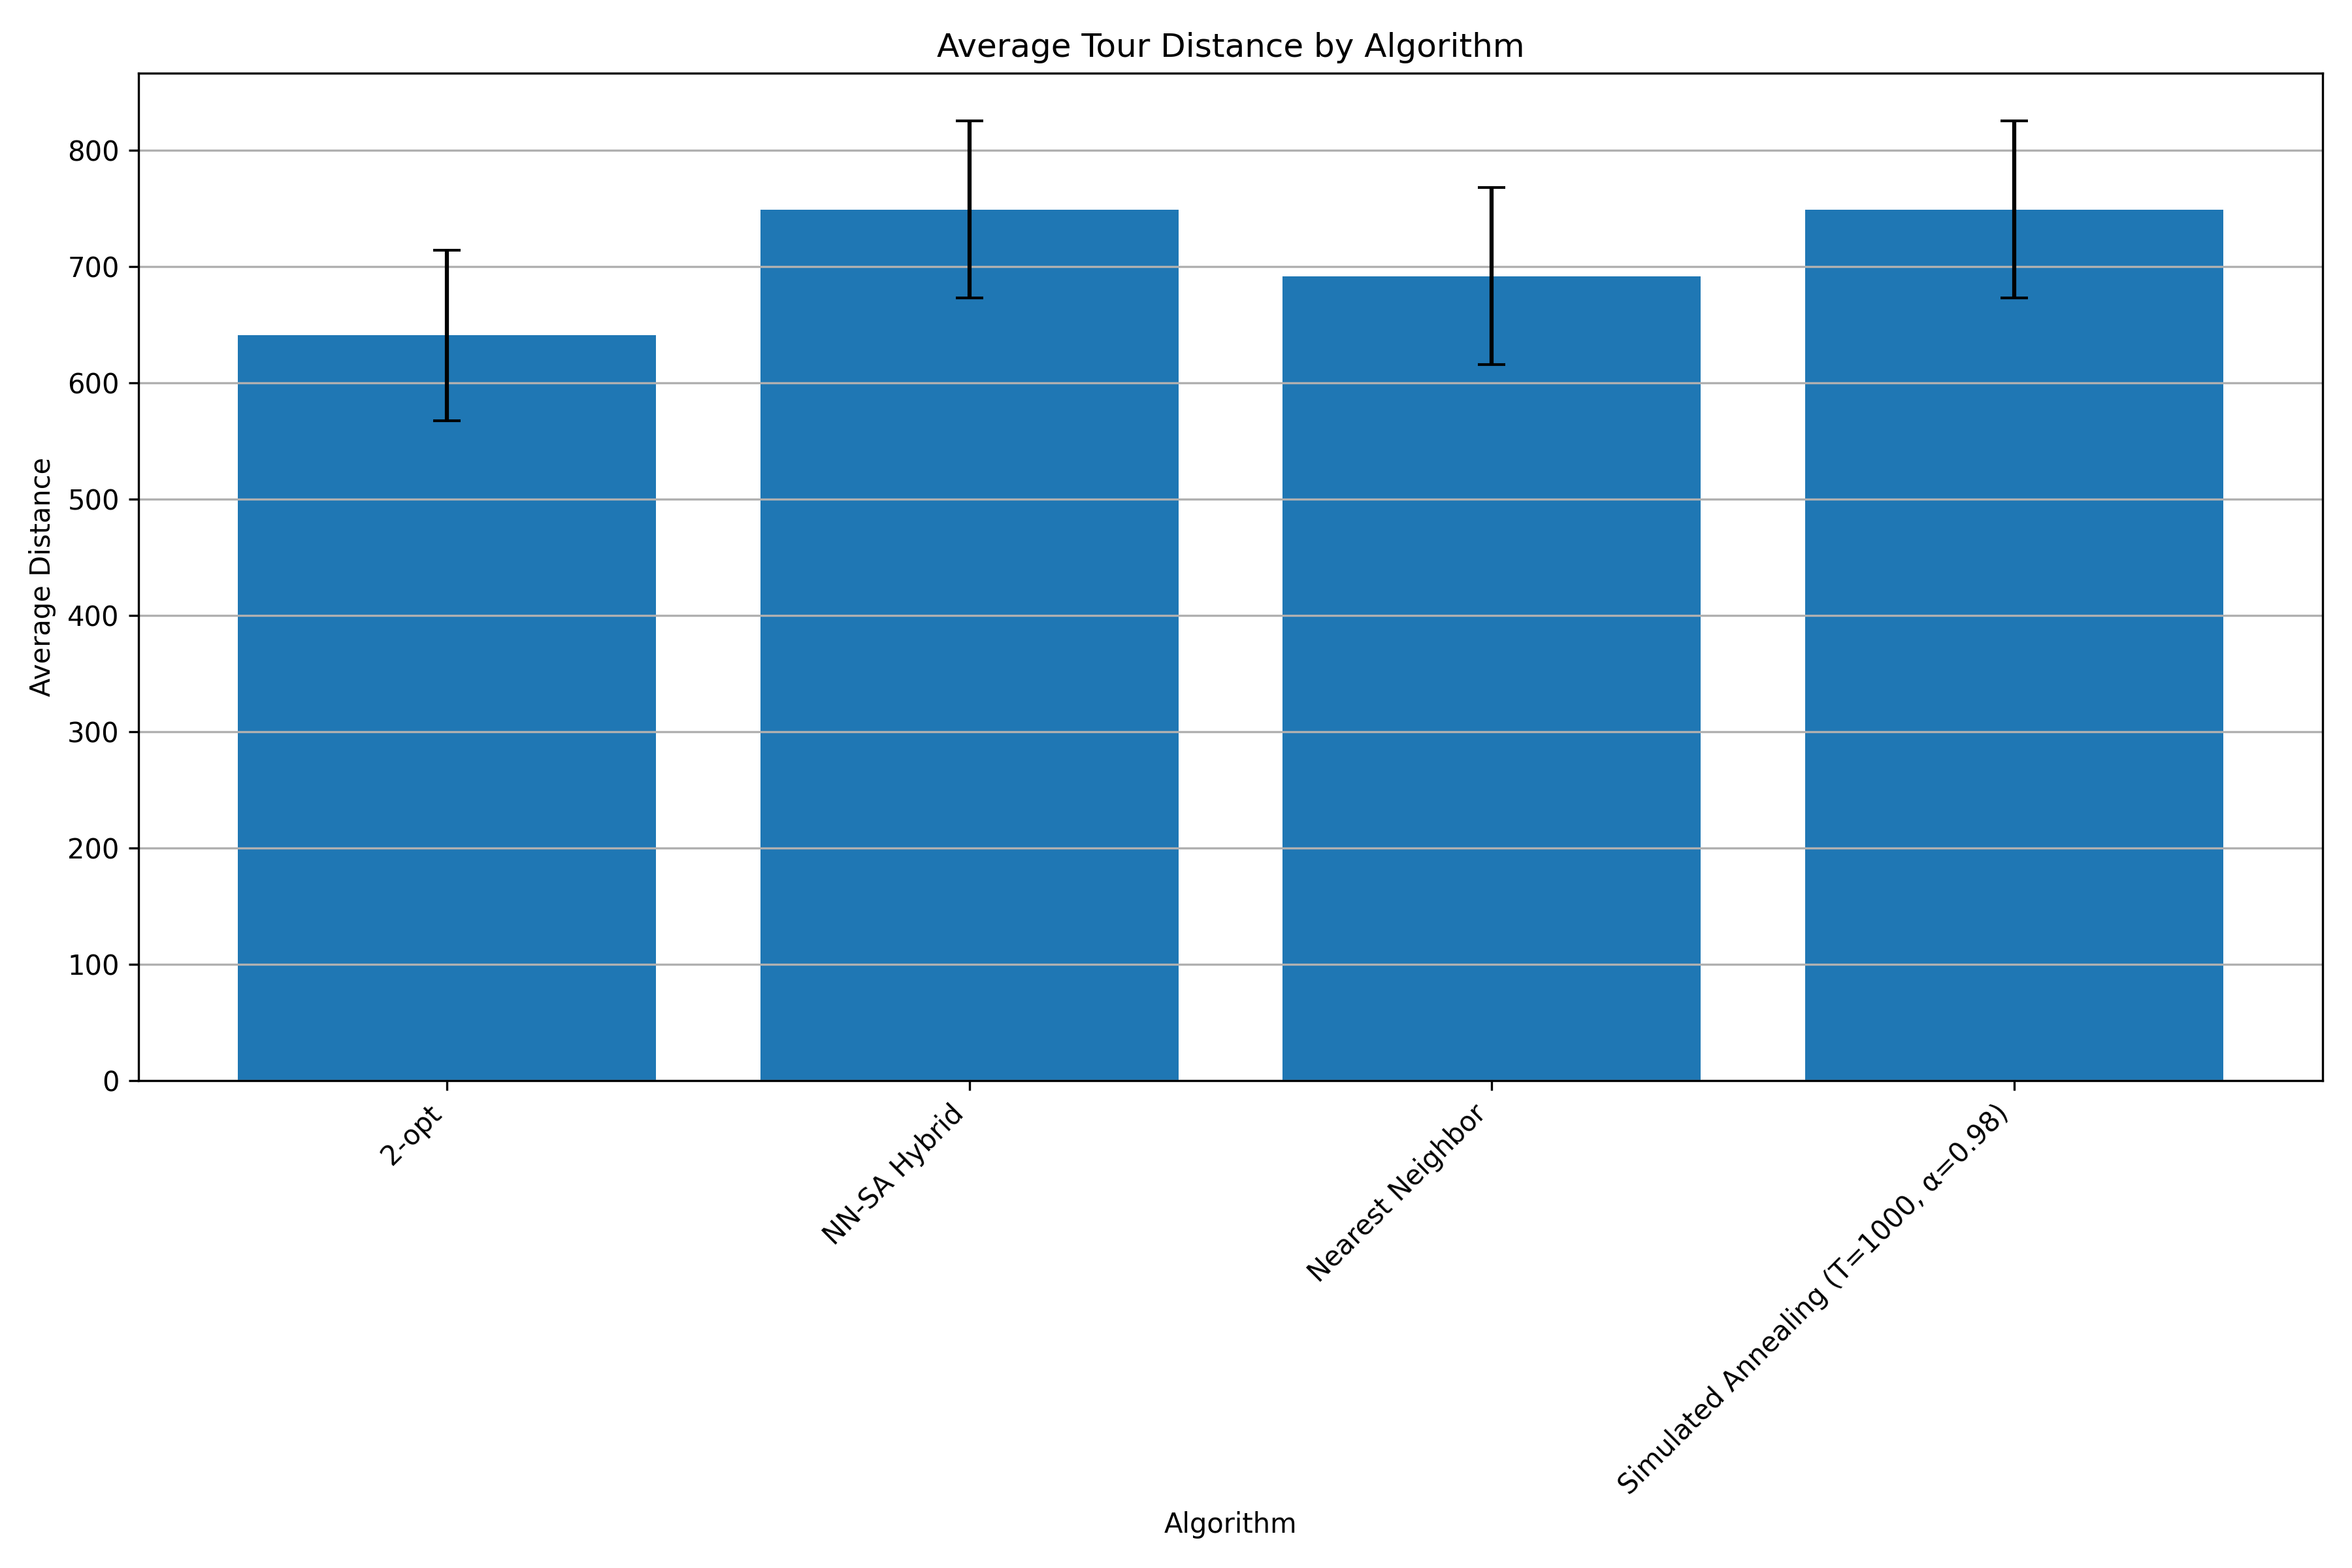 Average Tour Distance by Algorithm
Average Distance
800
700
600
500
400
300
200
100
0
2-opt
NN-SA Hybrid
Nearest Neighbor
Simulated Annealing (T=1000, α=0.98)
Algorithm